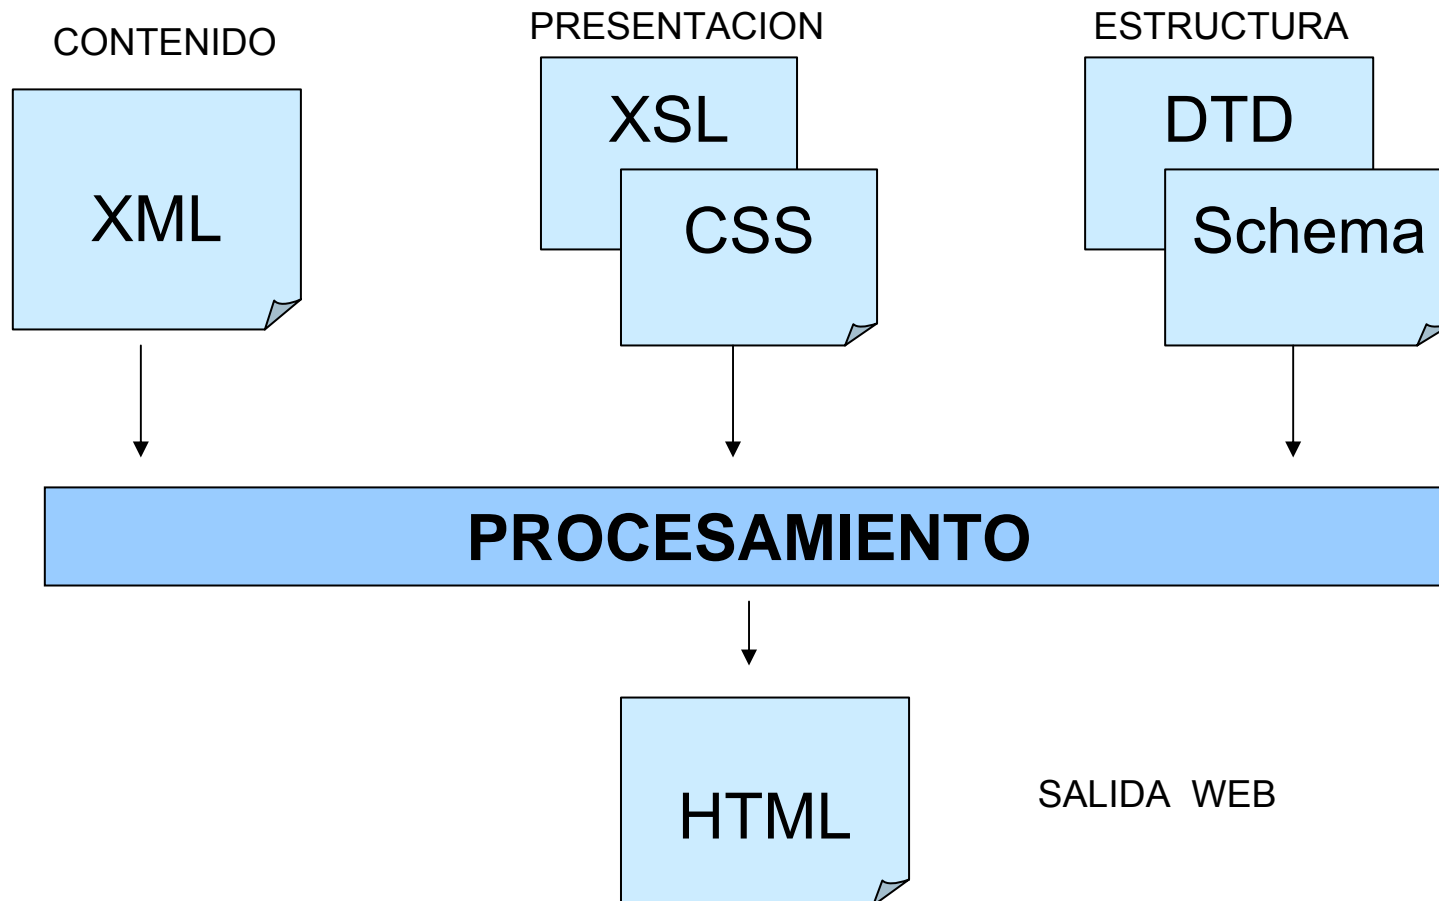 CONTENIDO
PRESENTACION
ESTRUCTURA
XML
XSL
CSS
DTD
Schema
PROCESAMIENTO
HTML
SALIDA WEB